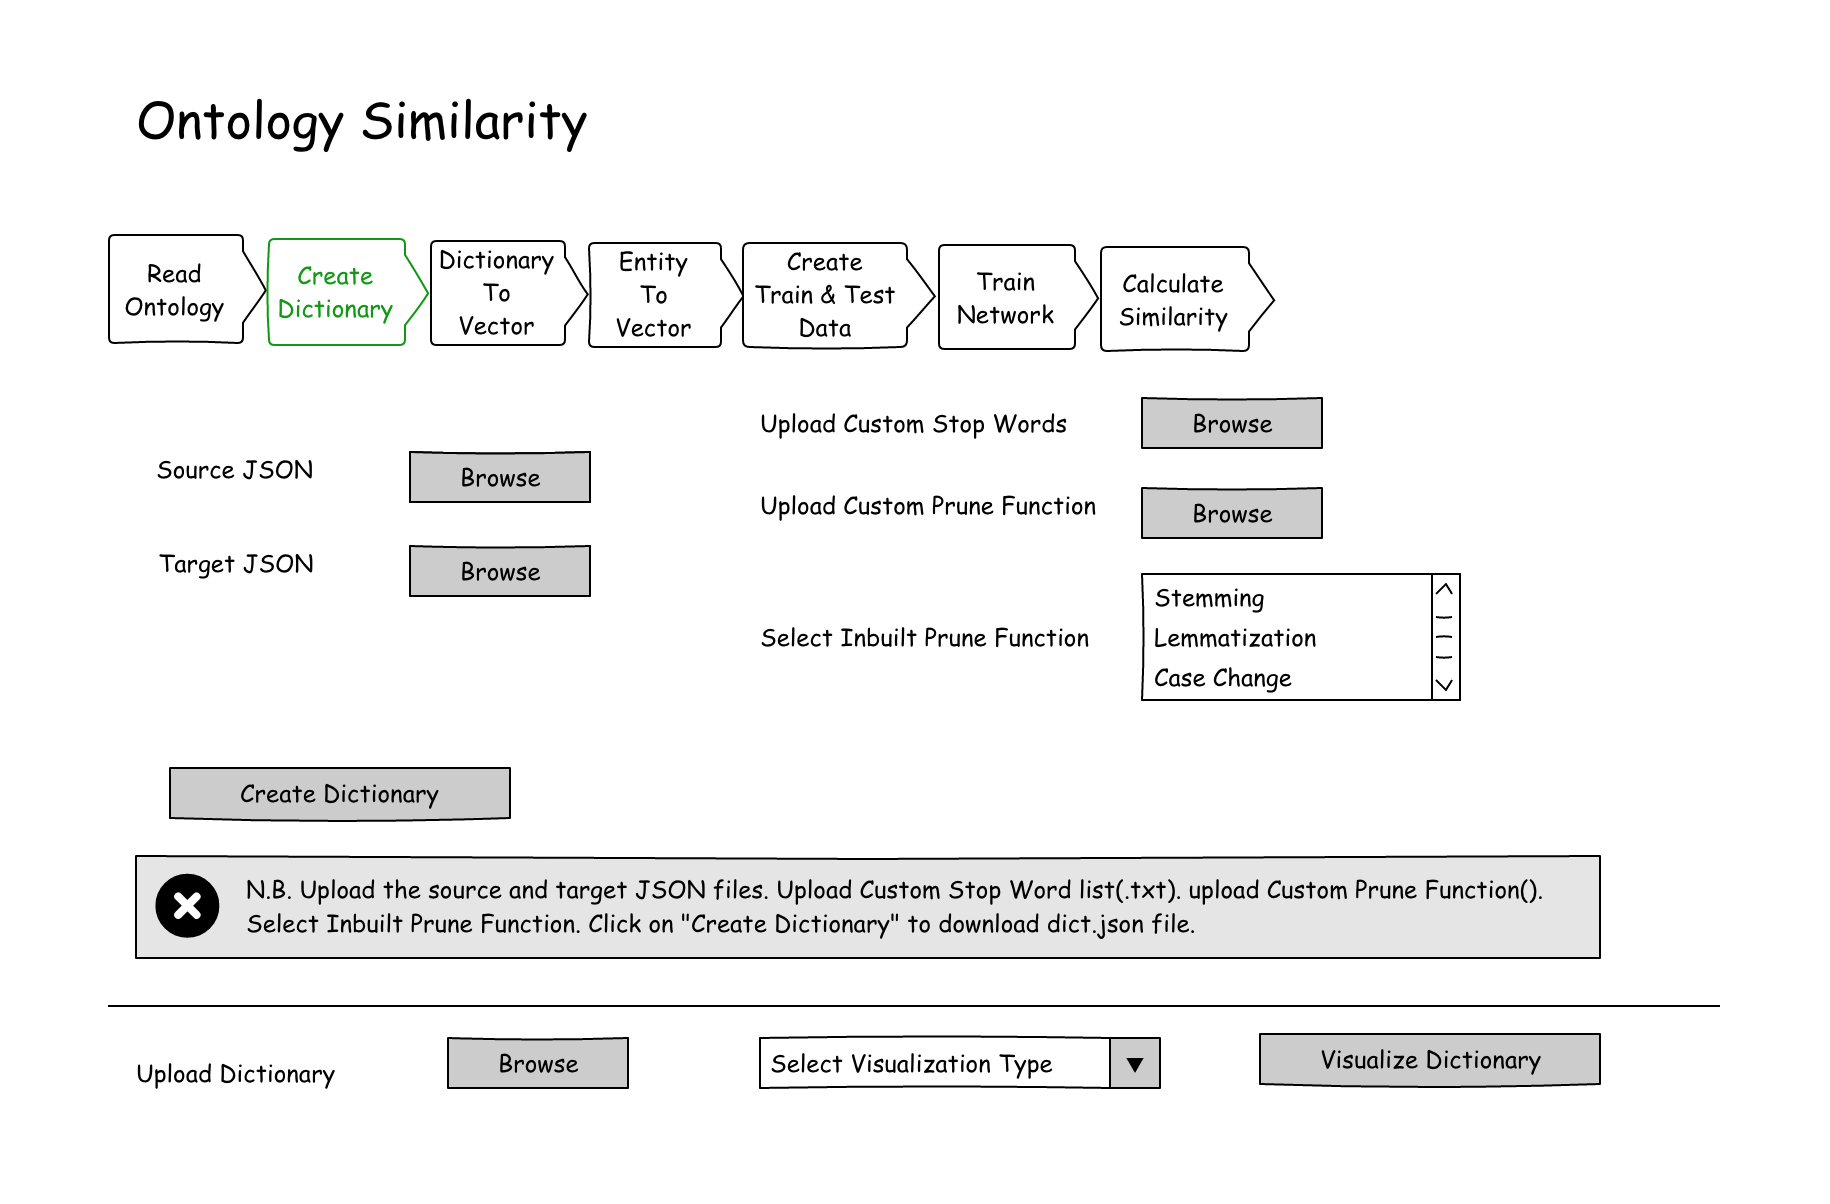 Ontology Similarity
Read
Ontology
Create
Dictionary
Dictionary
To
Vector
Entity
To
Vector
Create
Train & Test
Data
Train
Network
Calculate
Similarity
Source JSON
Browse
Target JSON
Browse
Upload Custom Stop Words
Browse
Upload Custom Prune Function
Browse
Select Inbuilt Prune Function
Stemming
Lemmatization
Case Change
Create Dictionary
N.B. Upload the source and target JSON files. Upload Custom Stop Word list(.txt). upload Custom Prune Function().
Select Inbuilt Prune Function. Click on "Create Dictionary" to download dict.json file.
Upload Dictionary
Browse
Select Visualization Type
Visualize Dictionary